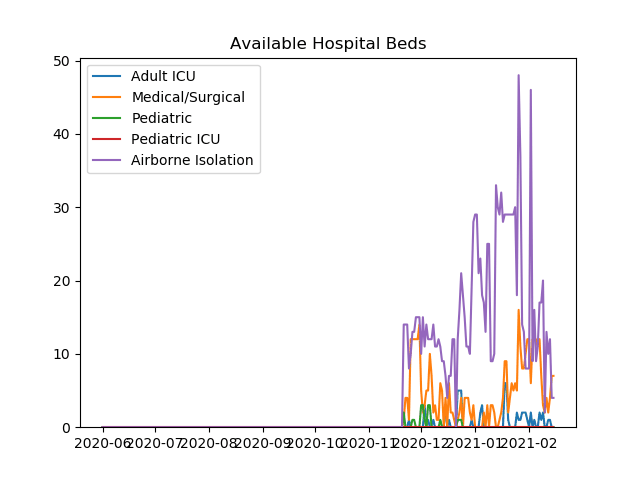 Available Hospital Beds
50
40
30
20
10
0
Adult ICU
Medical/Surgical
Pediatric
Pediatric ICU
Airborne Isolation
2020-06 2020-07 2020-08 2020-09 2020-10 2020-11 2020-12 2021-01 2021-02